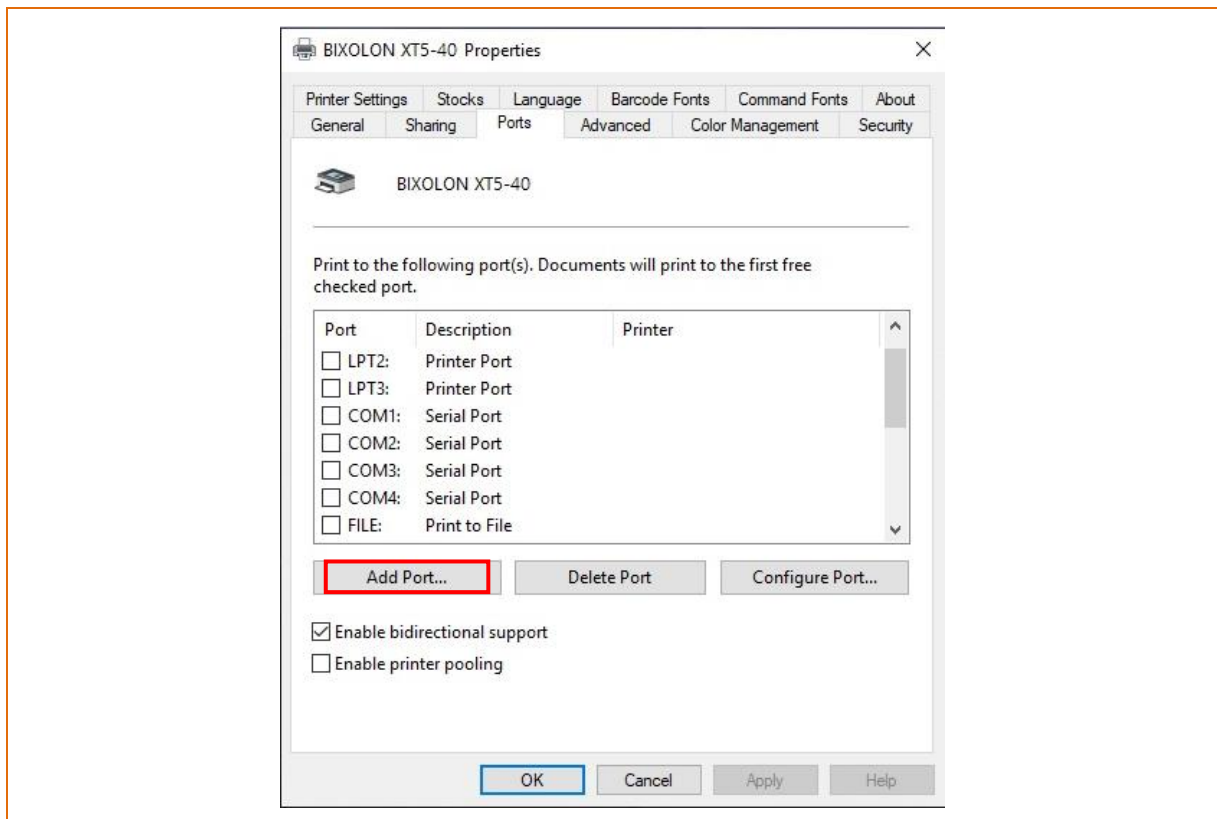 BIXOLON XT5-40 Properties
Printer Settings Stocks Language Barcode Fonts Command Fonts About
General Sharing Ports Advanced Color Management Security
BIXOLON XT5-40
Print to the following port(s). Documents will print to the first free
checked port.
Port Description Printer
LPT2: Printer Port
LPT3: Printer Port
COM1: Serial Port
COM2: Serial Port
COM3: Serial Port
COM4: Serial Port
FILE: Print to File
Add Port... Delete Port Configure Port...
Enable bidirectional support
Enable printer pooling
OK Cancel Apply Help